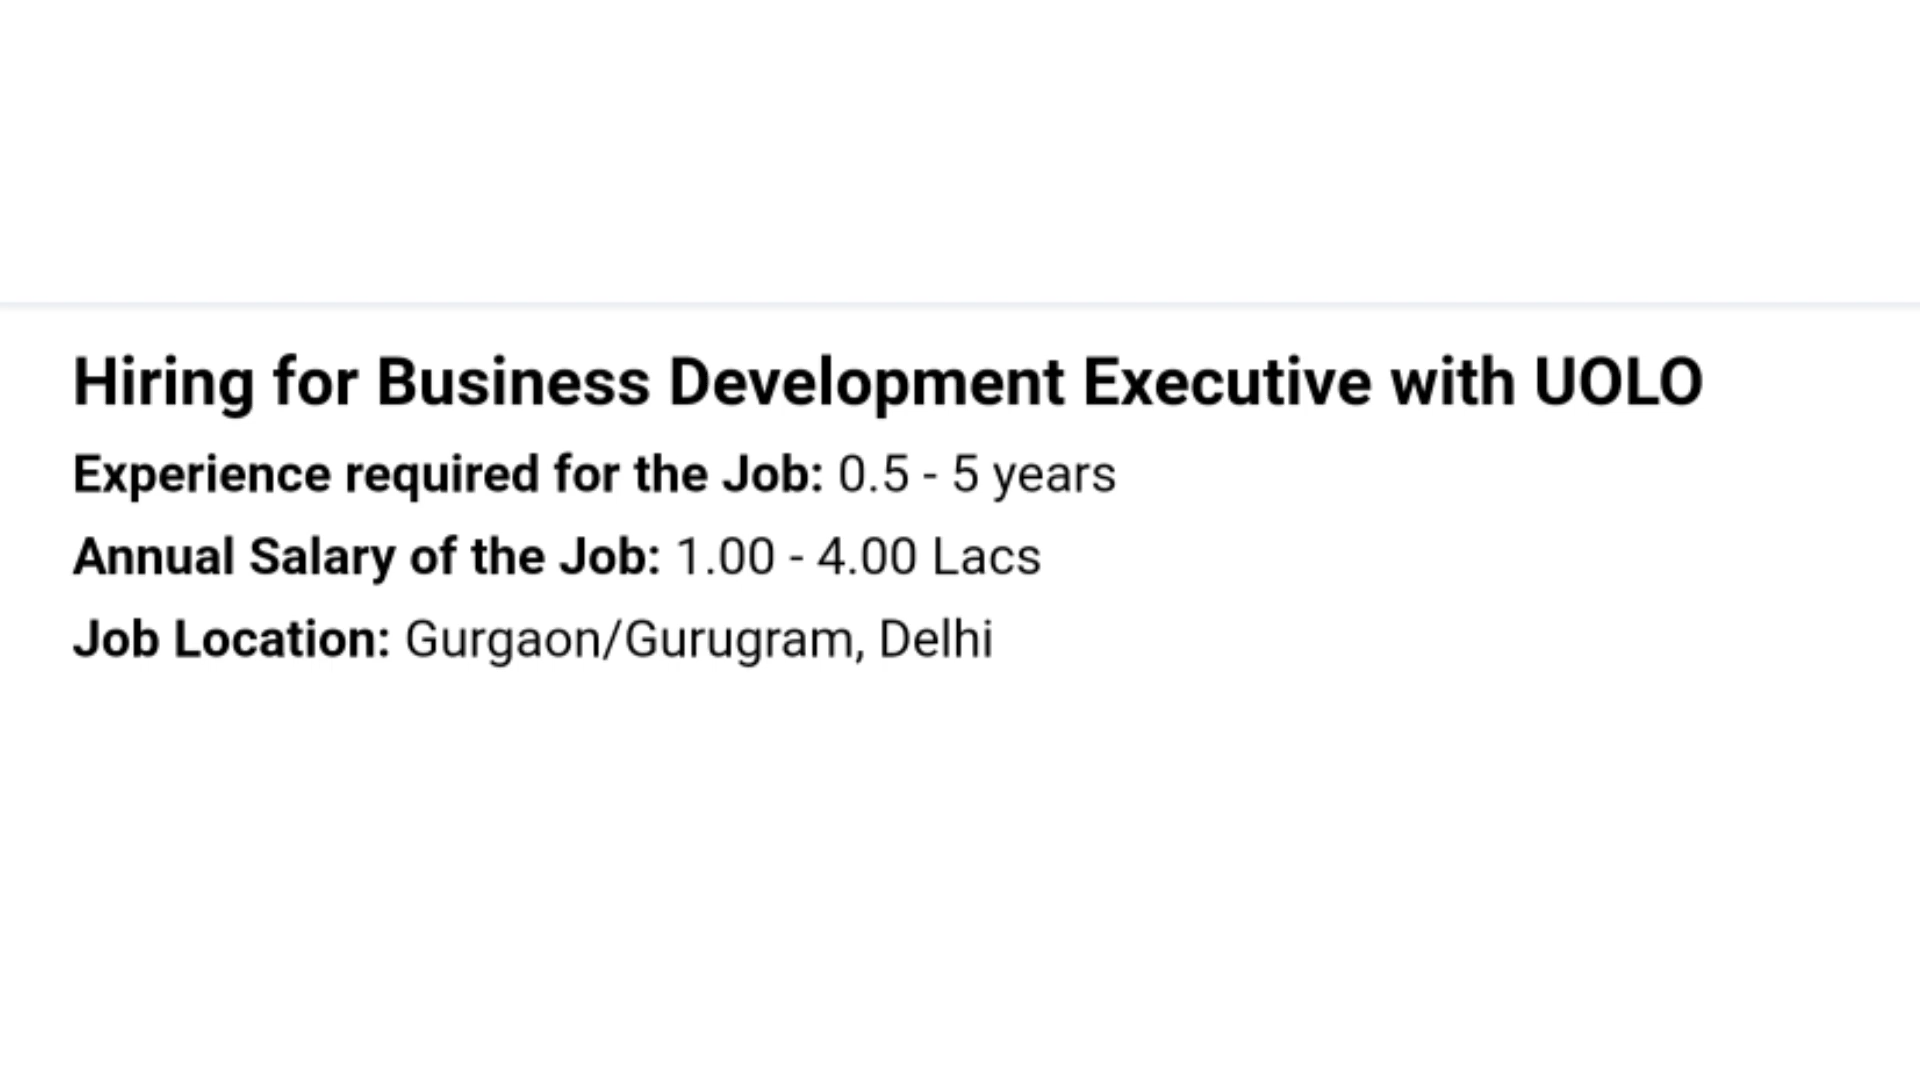 Hiring for Business Development Executive with UOLO
Experience required for the Job: 0.5 - 5 years
Annual Salary of the Job: 1.00 - 4.00 Lacs
Job Location: Gurgaon/Gurugram, Delhi